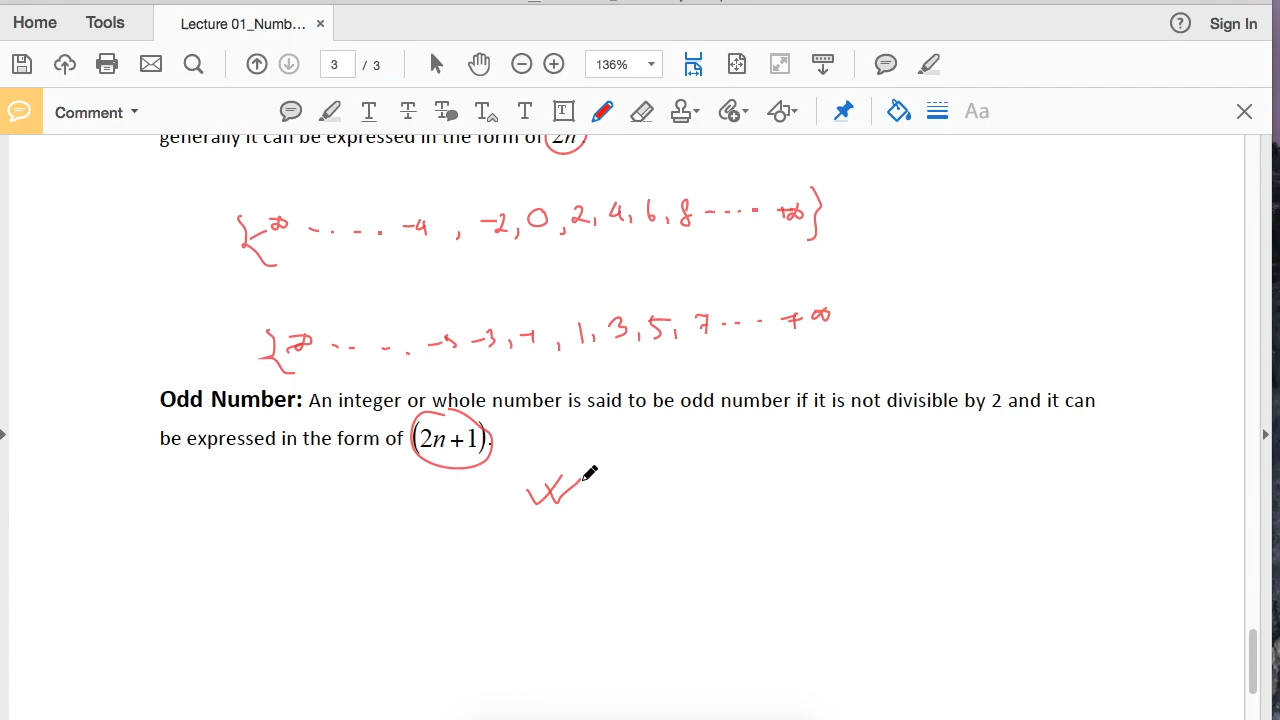 Home Tools Lecture 01_Numb... × ? Sign In
3 / 3 136%
Comment T T T T T T Aa
generally it can be expressed in the form of 2n.
{-∞ - . . . -4 , -2, 0, 2, 4, 6, 8 - ... - +∞}
{-∞ - - - . -5 -3, -1, 1, 3, 5, 7 - - - +∞
Odd Number: An integer or whole number is said to be odd number if it is not divisible by 2 and it can
be expressed in the form of (2n+1).